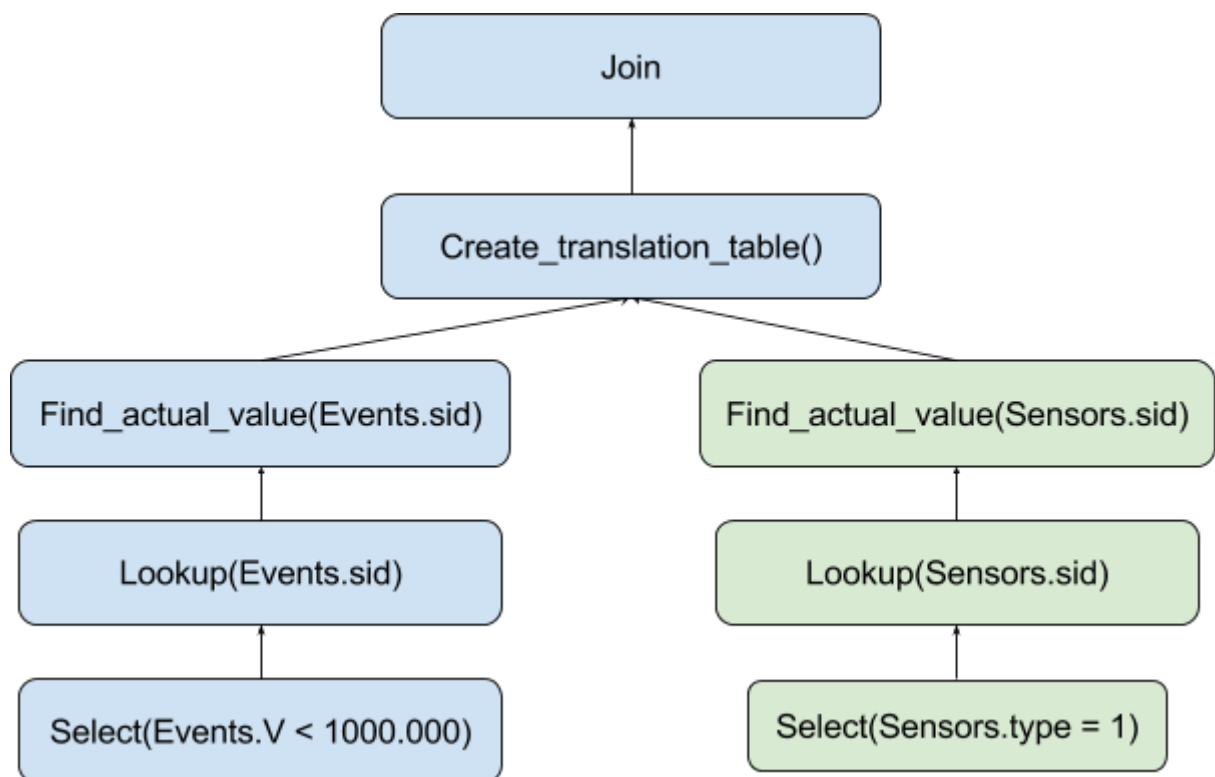 Join
Create_translation_table()
Find_actual_value(Events.sid)
Find_actual_value(Sensors.sid)
Lookup(Events.sid)
Lookup(Sensors.sid)
Select(Events.V < 1000.000)
Select(Sensors.type = 1)